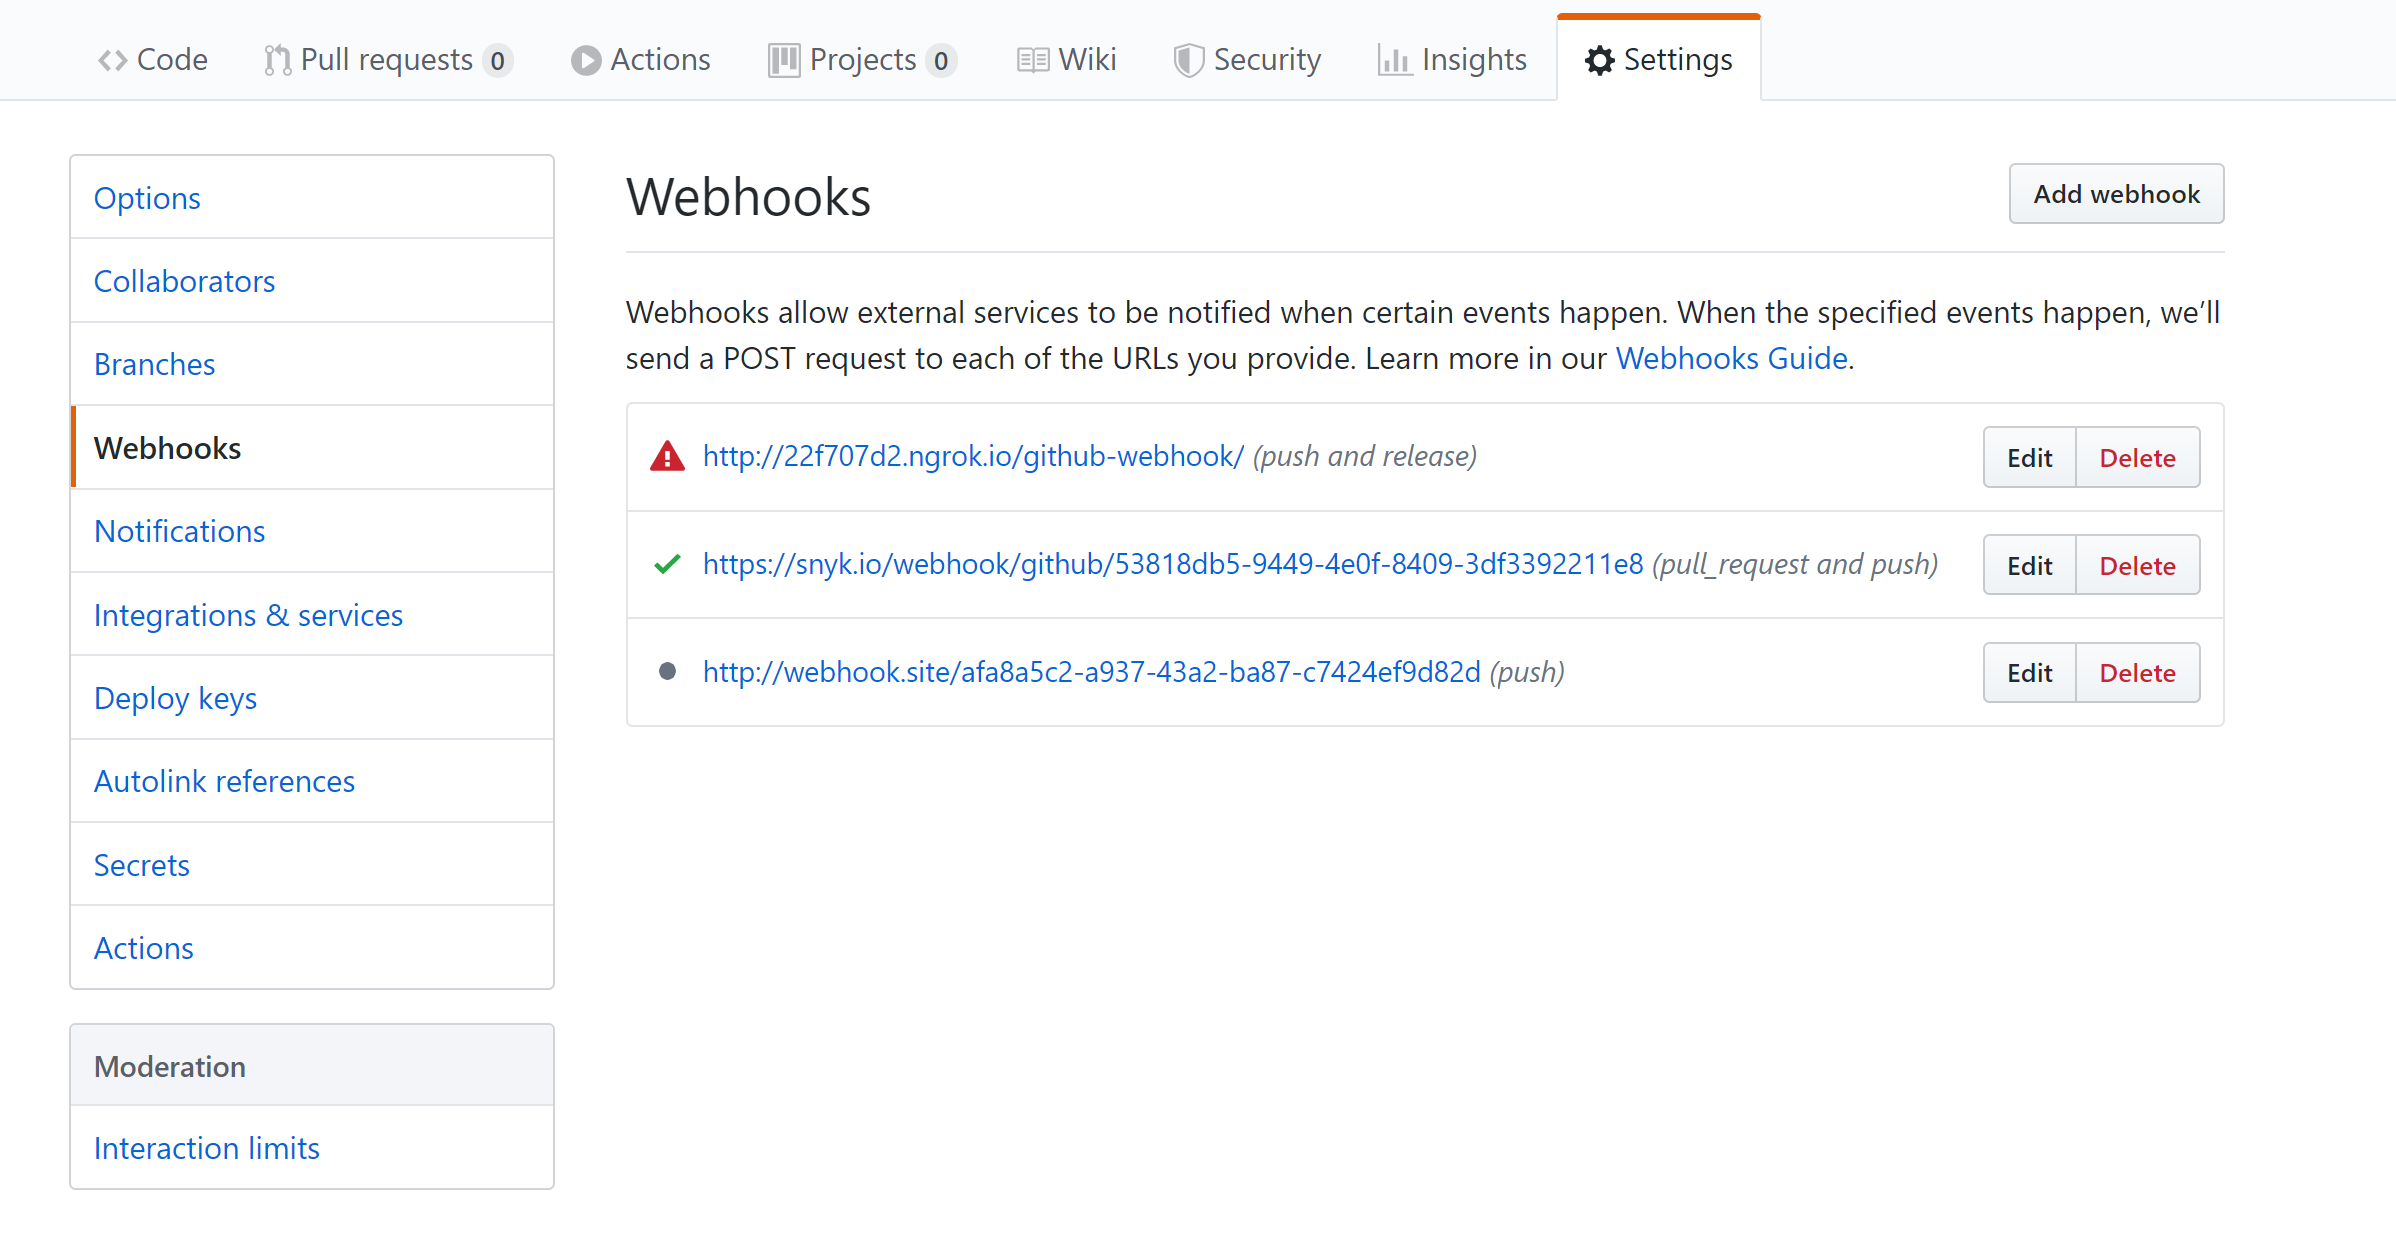 Code Pull requests 0 Actions Projects 0 Wiki Security Insights Settings
Options
Collaborators
Branches
Webhooks
Notifications
Integrations & services
Deploy keys
Autolink references
Secrets
Actions
Moderation
Interaction limits
Webhooks
Add webhook
Webhooks allow external services to be notified when certain events happen. When the specified events happen, we’ll
send a POST request to each of the URLs you provide. Learn more in our Webhooks Guide.
http://22f707d2.ngrok.io/github-webhook/ (push and release) Edit Delete
https://snyk.io/webhook/github/53818db5-9449-4e0f-8409-3df3392211e8 (pull_request and push) Edit Delete
http://webhook.site/afa8a5c2-a937-43a2-ba87-c7424ef9d82d (push) Edit Delete